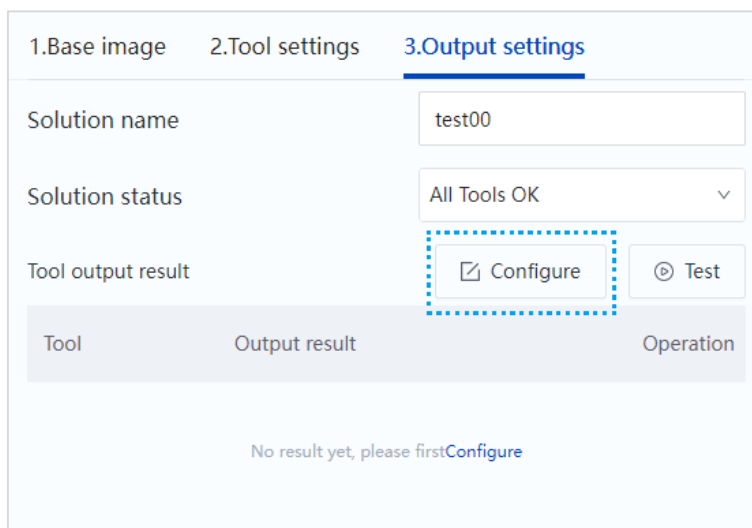 1.Base image 2.Tool settings 3.Output settings
Solution name test00
Solution status All Tools OK
Tool output result Configure Test
Tool Output result Operation
No result yet, please firstConfigure